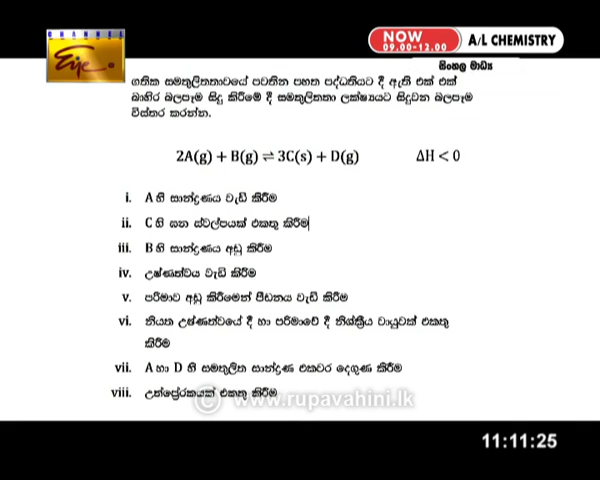 CHANNEL
Eye
NOW
09.00-12.00
A/L CHEMISTRY
සිංහල මාධ්‍ය
ගතික සමතුලිතතාවයේ පවතින පහත පද්ධතියට දී ඇති එක් එක්
බාහිර බලපෑම සිදු කිරීමේ දී සමතුලිතතා ලක්ෂ්‍යයට සිදුවන බලපෑම
විස්තර කරන්න.
2A(g) + B(g) ⇌ 3C(s) + D(g) ΔH < 0
i. A හි සාන්ද්‍රණය වැඩි කිරීම
ii. C හි ඝන ස්වල්පයක් එකතු කිරීම
iii. B හි සාන්ද්‍රණය අඩු කිරීම
iv. උෂ්ණත්වය වැඩි කිරීම
v. පරිමාව අඩු කිරීමෙන් පීඩනය වැඩි කිරීම
vi. නියත උෂ්ණත්වයේ දී හා පරිමාවේ දී නිශ්ක්‍රීය වායුවක් එකතු
කිරීම
vii. A හා D හි සමතුලිත සාන්ද්‍රණ එකවර දෙගුණ කිරීම
viii. උත්ප්‍රේරකයක් එකතු කිරීම
© www.rupavahini.lk
11:11:25